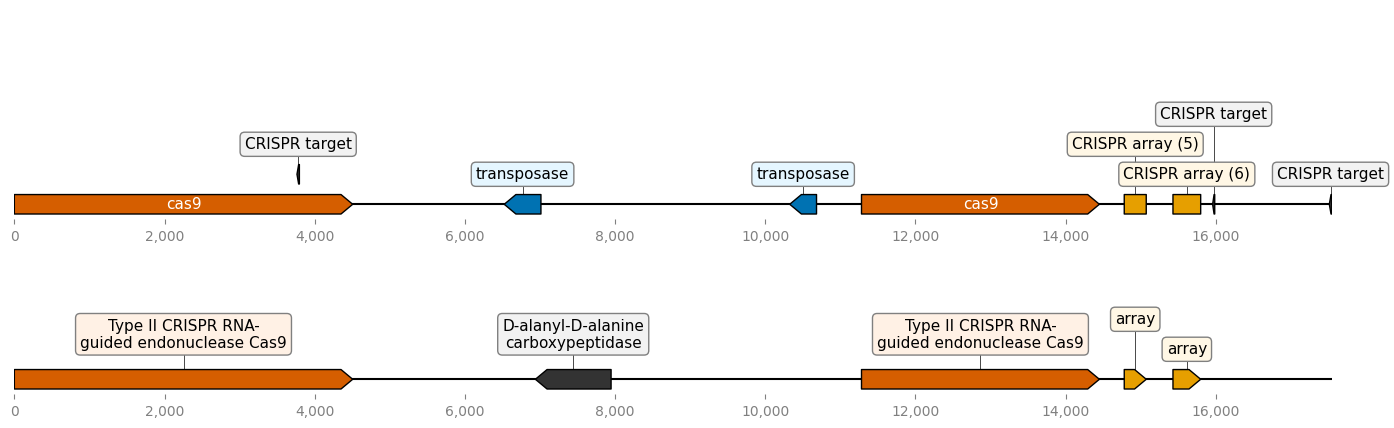 CRISPR target
CRISPR target
CRISPR array (5)
transposase
transposase
CRISPR array (6)
CRISPR target
cas9
cas9
0
2,000
4,000
6,000
8,000
10,000
12,000
14,000
16,000
Type II CRISPR RNA-
guided endonuclease Cas9
D-alanyl-D-alanine
carboxypeptidase
Type II CRISPR RNA-
guided endonuclease Cas9
array
array
0
2,000
4,000
6,000
8,000
10,000
12,000
14,000
16,000